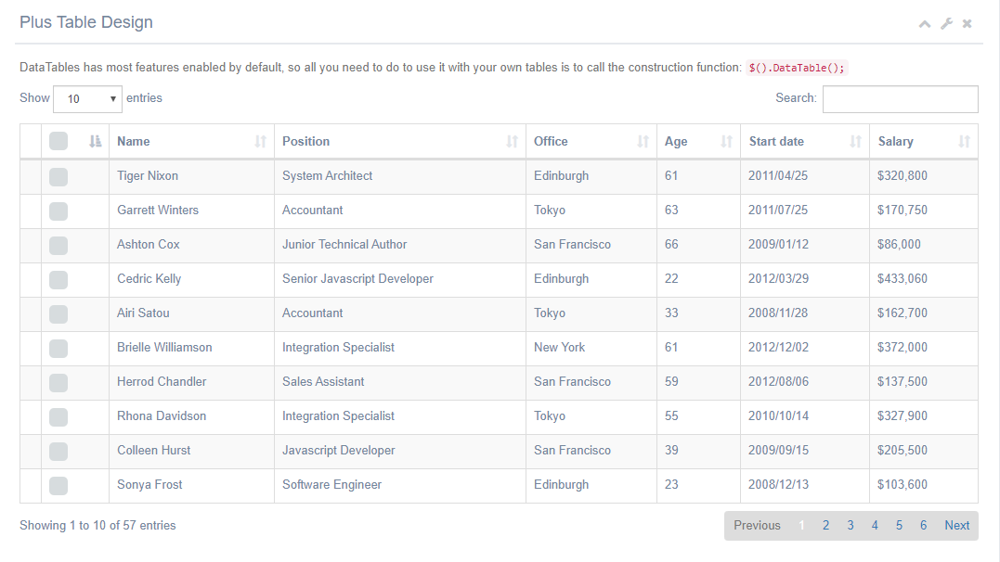 Plus Table Design
DataTables has most features enabled by default, so all you need to do to use it with your own tables is to call the construction function: $().DataTable();
Show 10 entries Search:
Name Position Office Age Start date Salary
Tiger Nixon System Architect Edinburgh 61 2011/04/25 $320,800
Garrett Winters Accountant Tokyo 63 2011/07/25 $170,750
Ashton Cox Junior Technical Author San Francisco 66 2009/01/12 $86,000
Cedric Kelly Senior Javascript Developer Edinburgh 22 2012/03/29 $433,060
Airi Satou Accountant Tokyo 33 2008/11/28 $162,700
Brielle Williamson Integration Specialist New York 61 2012/12/02 $372,000
Herrod Chandler Sales Assistant San Francisco 59 2012/08/06 $137,500
Rhona Davidson Integration Specialist Tokyo 55 2010/10/14 $327,900
Colleen Hurst Javascript Developer San Francisco 39 2009/09/15 $205,500
Sonya Frost Software Engineer Edinburgh 23 2008/12/13 $103,600
Showing 1 to 10 of 57 entries Previous 1 2 3 4 5 6 Next